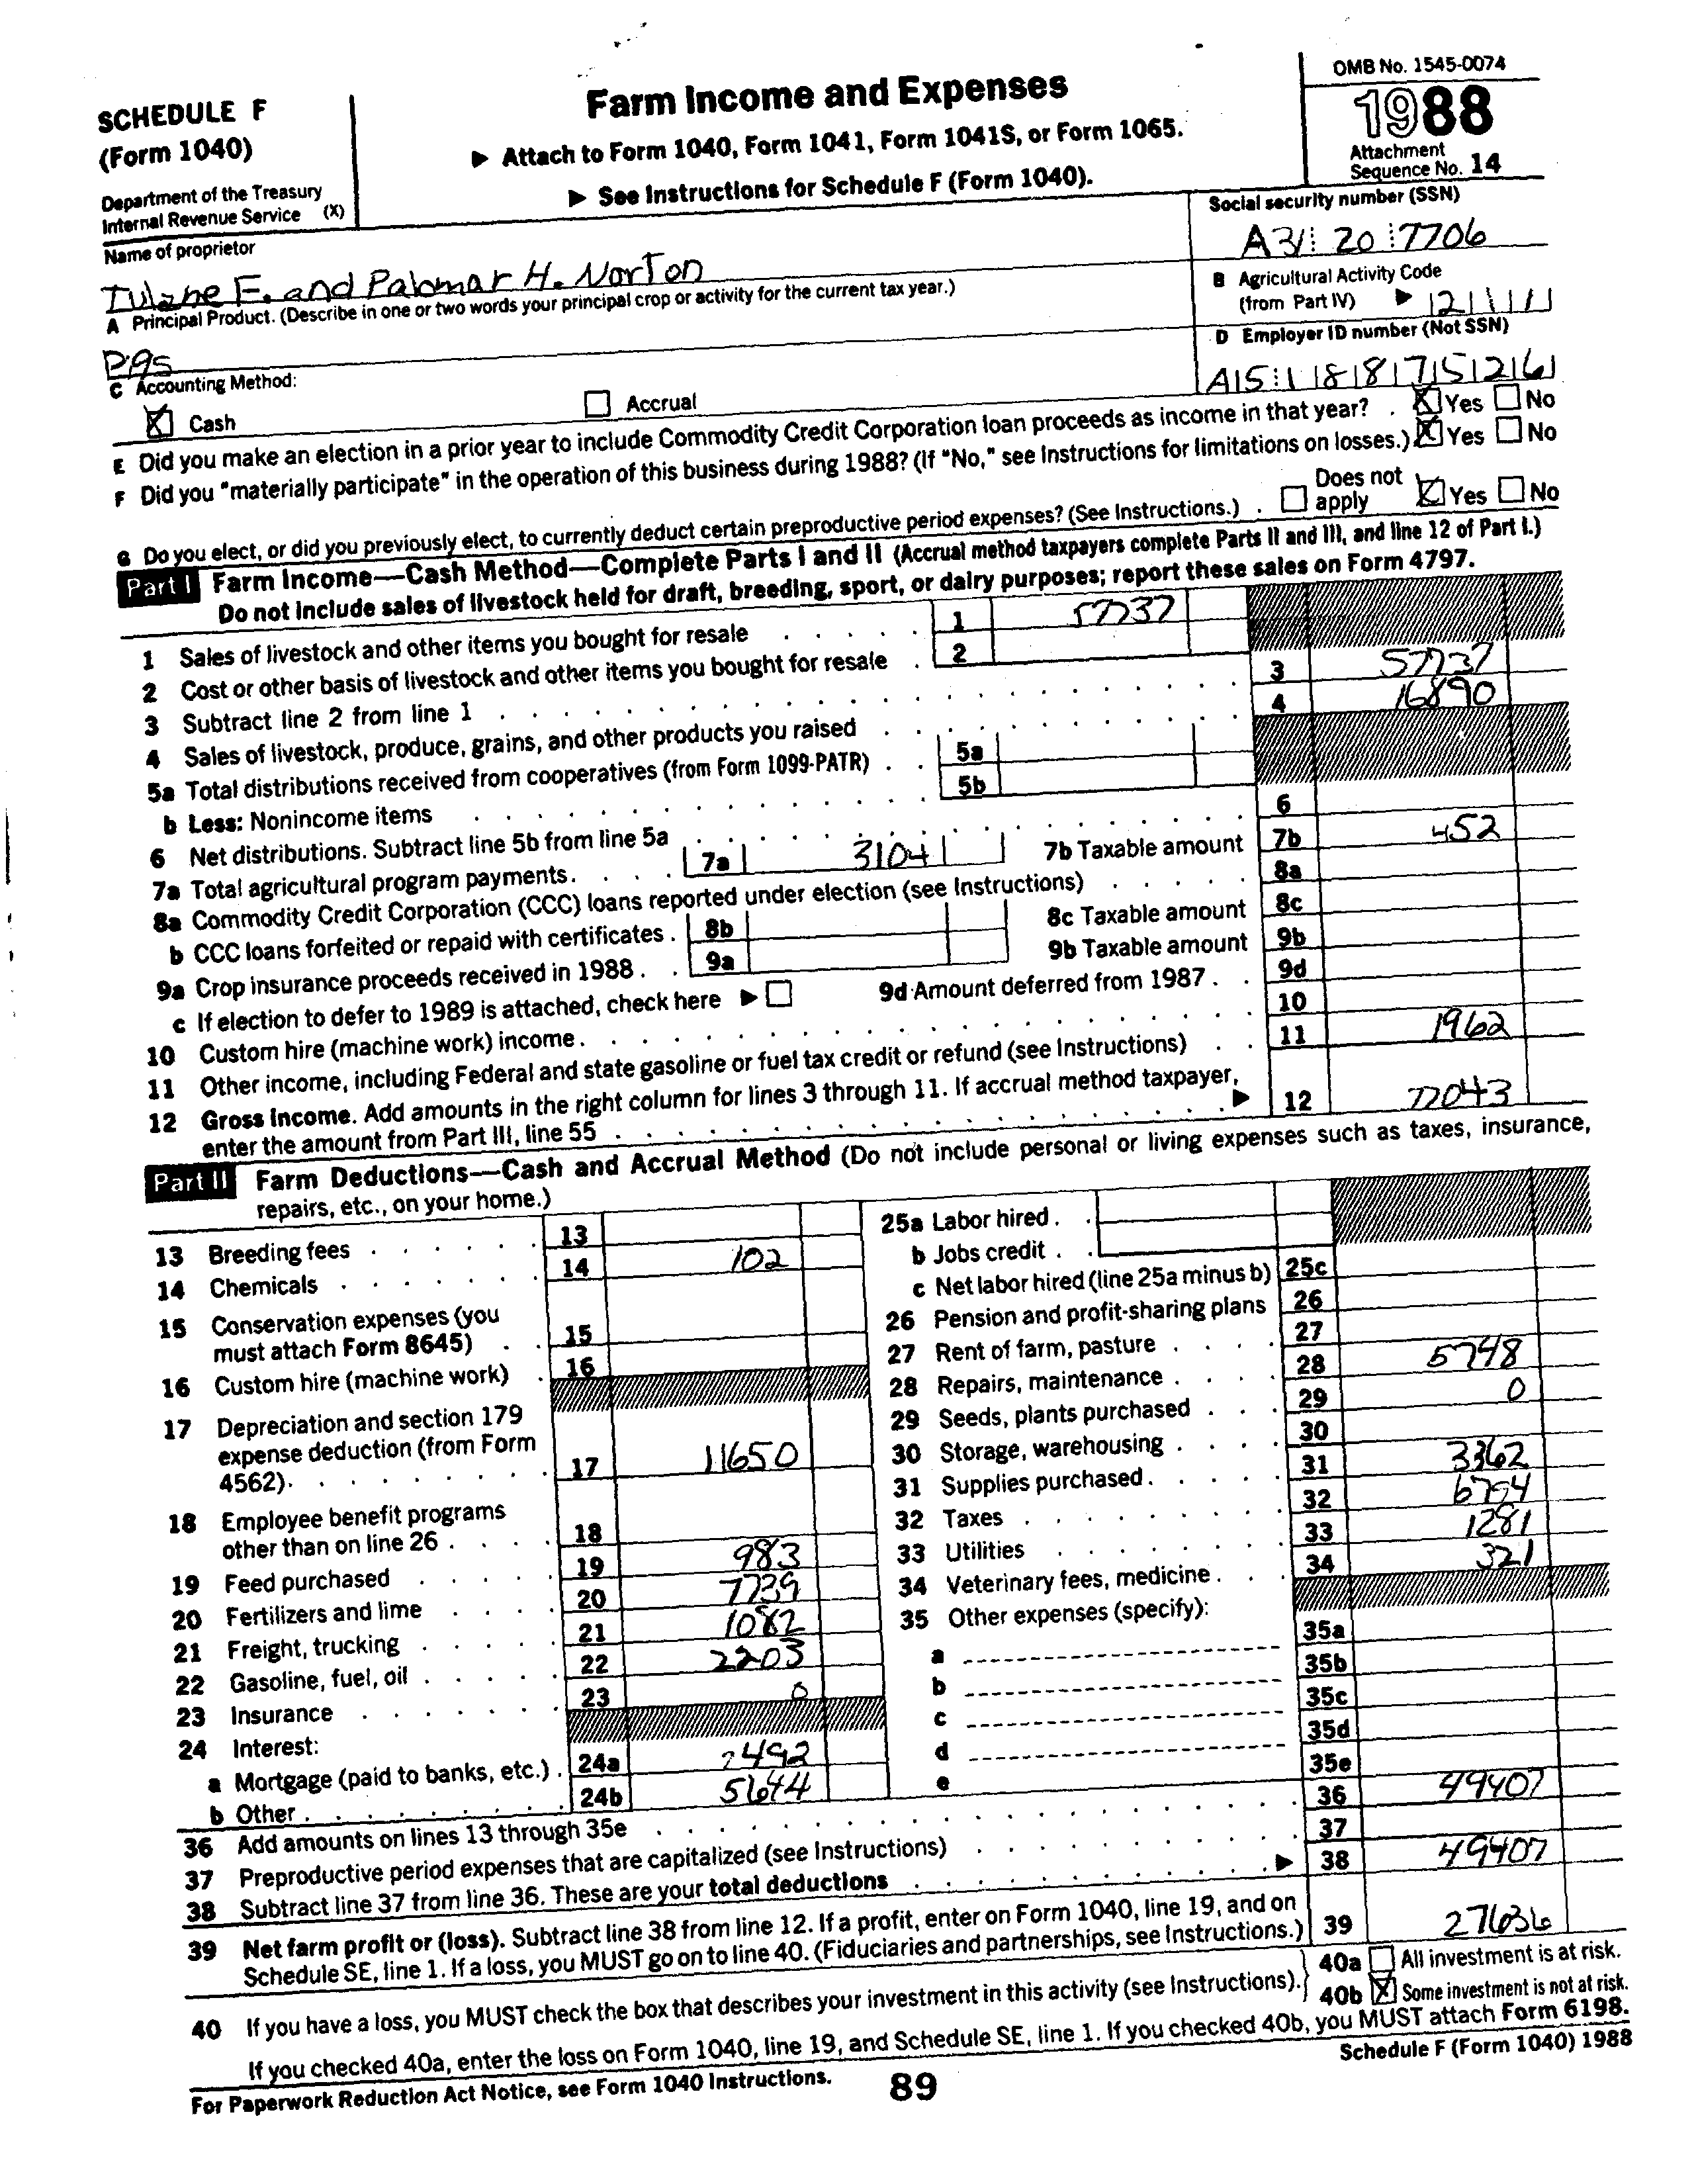 OMB No. 1545-0074
SCHEDULE F
(Form 1040)
Department of the Treasury
Internal Revenue Service (X)
Farm Income and Expenses
▶ Attach to Form 1040, Form 1041, Form 1041S, or Form 1065.
▶ See Instructions for Schedule F (Form 1040).
1988
Attachment
Sequence No. 14
Name of proprietor
Tulane F. and Palomar H. Norton
Social security number (SSN)
A31 20 7706
A Principal Product. (Describe in one or two words your principal crop or activity for the current tax year.)
B Agricultural Activity Code
(from Part IV) ▶ 12111
D Employer ID number (Not SSN)
A15 1887526
C Accounting Method:
☒ Cash ☐ Accrual
E Did you make an election in a prior year to include Commodity Credit Corporation loan proceeds as income in that year? . ☒ Yes ☐ No
F Did you "materially participate" in the operation of this business during 1988? (If "No," see Instructions for limitations on losses.) ☒ Yes ☐ No
G Do you elect, or did you previously elect, to currently deduct certain preproductive period expenses? (See Instructions.) . ☐ Does not apply ☒ Yes ☐ No
Part I Farm Income—Cash Method—Complete Parts I and II (Accrual method taxpayers complete Parts II and III, and line 12 of Part I.)
Do not include sales of livestock held for draft, breeding, sport, or dairy purposes; report these sales on Form 4797.
1 Sales of livestock and other items you bought for resale 1 57737
2 Cost or other basis of livestock and other items you bought for resale 2
3 Subtract line 2 from line 1 3 57737
4 Sales of livestock, produce, grains, and other products you raised 4 16890
5a Total distributions received from cooperatives (from Form 1099-PATR) 5a
b Less: Nonincome items 5b
6 Net distributions. Subtract line 5b from line 5a 6
7a Total agricultural program payments. 7a 3104 7b Taxable amount 7b 452
8a Commodity Credit Corporation (CCC) loans reported under election (see Instructions) 8a
b CCC loans forfeited or repaid with certificates . 8b 8c Taxable amount 8c
9a Crop insurance proceeds received in 1988 . 9a 9b Taxable amount 9b
c If election to defer to 1989 is attached, check here ▶ ☐ 9d Amount deferred from 1987 . 9d
10 Custom hire (machine work) income. 10
11 Other income, including Federal and state gasoline or fuel tax credit or refund (see Instructions) 11 1962
12 Gross Income. Add amounts in the right column for lines 3 through 11. If accrual method taxpayer,
enter the amount from Part III, line 55 ▶ 12 77043
Part II Farm Deductions—Cash and Accrual Method (Do not include personal or living expenses such as taxes, insurance,
repairs, etc., on your home.)
13 Breeding fees 13
14 Chemicals 14 102
15 Conservation expenses (you
must attach Form 8645) 15
16 Custom hire (machine work) 16
17 Depreciation and section 179
expense deduction (from Form
4562). 17 11650
18 Employee benefit programs
other than on line 26 . 18
19 Feed purchased 19 983
20 Fertilizers and lime 20 7739
21 Freight, trucking 21 1082
22 Gasoline, fuel, oil 22 2203
23 Insurance 23 0
24 Interest:
a Mortgage (paid to banks, etc.) . 24a 2492
b Other . 24b 5644
25a Labor hired .
b Jobs credit .
c Net labor hired (line 25a minus b) 25c
26 Pension and profit-sharing plans 26
27 Rent of farm, pasture 27
28 Repairs, maintenance . 28 5748
29 Seeds, plants purchased 29 0
30 Storage, warehousing 30
31 Supplies purchased . 31 3362
32 Taxes 32 6794
33 Utilities 33 1281
34 Veterinary fees, medicine . 34 321
35 Other expenses (specify):
a 35a
b 35b
c 35c
d 35d
e 35e
36 Add amounts on lines 13 through 35e 36 49407
37 Preproductive period expenses that are capitalized (see Instructions) 37
38 Subtract line 37 from line 36. These are your total deductions ▶ 38 49407
39 Net farm profit or (loss). Subtract line 38 from line 12. If a profit, enter on Form 1040, line 19, and on
Schedule SE, line 1. If a loss, you MUST go on to line 40. (Fiduciaries and partnerships, see Instructions.) 39 27636
40 If you have a loss, you MUST check the box that describes your investment in this activity (see Instructions). 40a ☐ All investment is at risk.
40b ☒ Some investment is not at risk.
If you checked 40a, enter the loss on Form 1040, line 19, and Schedule SE, line 1. If you checked 40b, you MUST attach Form 6198.
For Paperwork Reduction Act Notice, see Form 1040 Instructions. 89 Schedule F (Form 1040) 1988